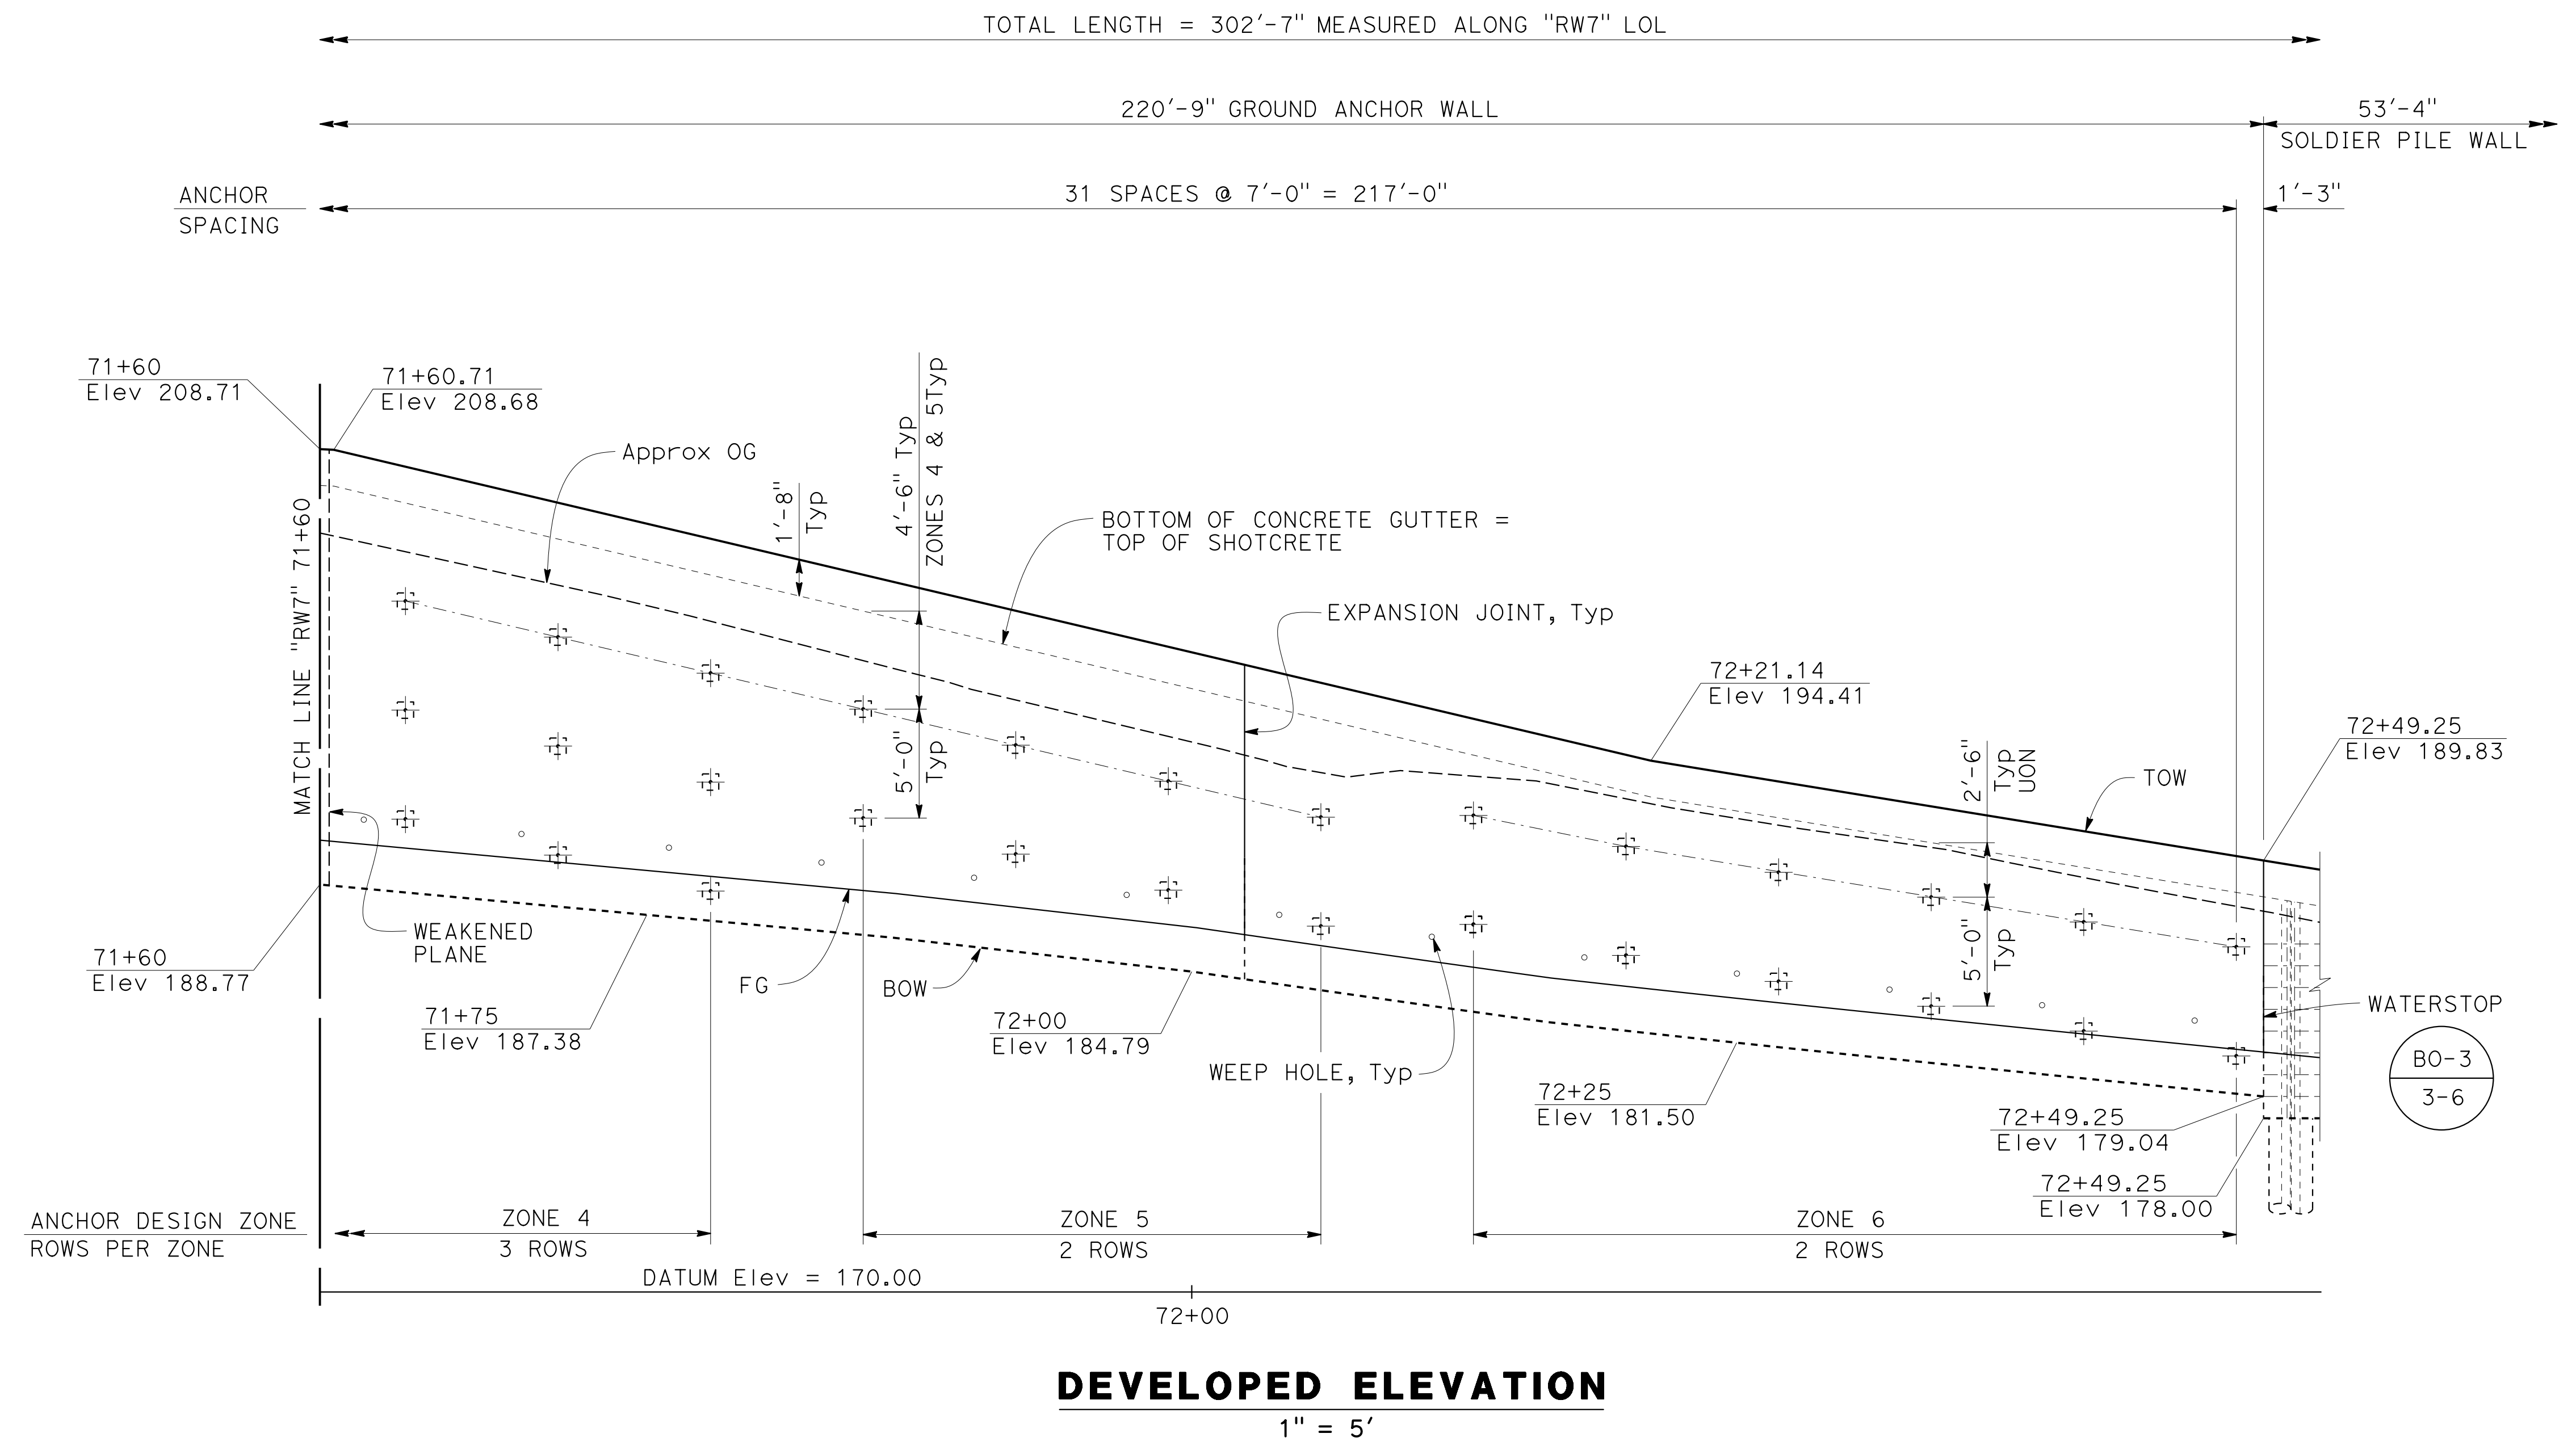 TOTAL LENGTH = 302'-7" MEASURED ALONG "RW7" LOL
220'-9" GROUND ANCHOR WALL
53'-4"
SOLDIER PILE WALL
ANCHOR
SPACING
31 SPACES @ 7'-0" = 217'-0"
1'-3"
71+60
Elev 208.71
71+60.71
Elev 208.68
Approx OG
1'-8"
Typ
4'-6" Typ
ZONES 4 & 5Typ
BOTTOM OF CONCRETE GUTTER =
TOP OF SHOTCRETE
EXPANSION JOINT, Typ
MATCH LINE "RW7" 71+60
72+21.14
Elev 194.41
72+49.25
Elev 189.83
5'-0"
Typ
2'-6"
Typ
UON
TOW
WEAKENED
PLANE
71+60
Elev 188.77
FG
BOW
5'-0"
Typ
WATERSTOP
BO-3
3-6
71+75
Elev 187.38
72+00
Elev 184.79
WEEP HOLE, Typ
72+25
Elev 181.50
72+49.25
Elev 179.04
72+49.25
Elev 178.00
ANCHOR DESIGN ZONE
ROWS PER ZONE
ZONE 4
3 ROWS
ZONE 5
2 ROWS
ZONE 6
2 ROWS
DATUM Elev = 170.00
72+00
DEVELOPED ELEVATION
1" = 5'